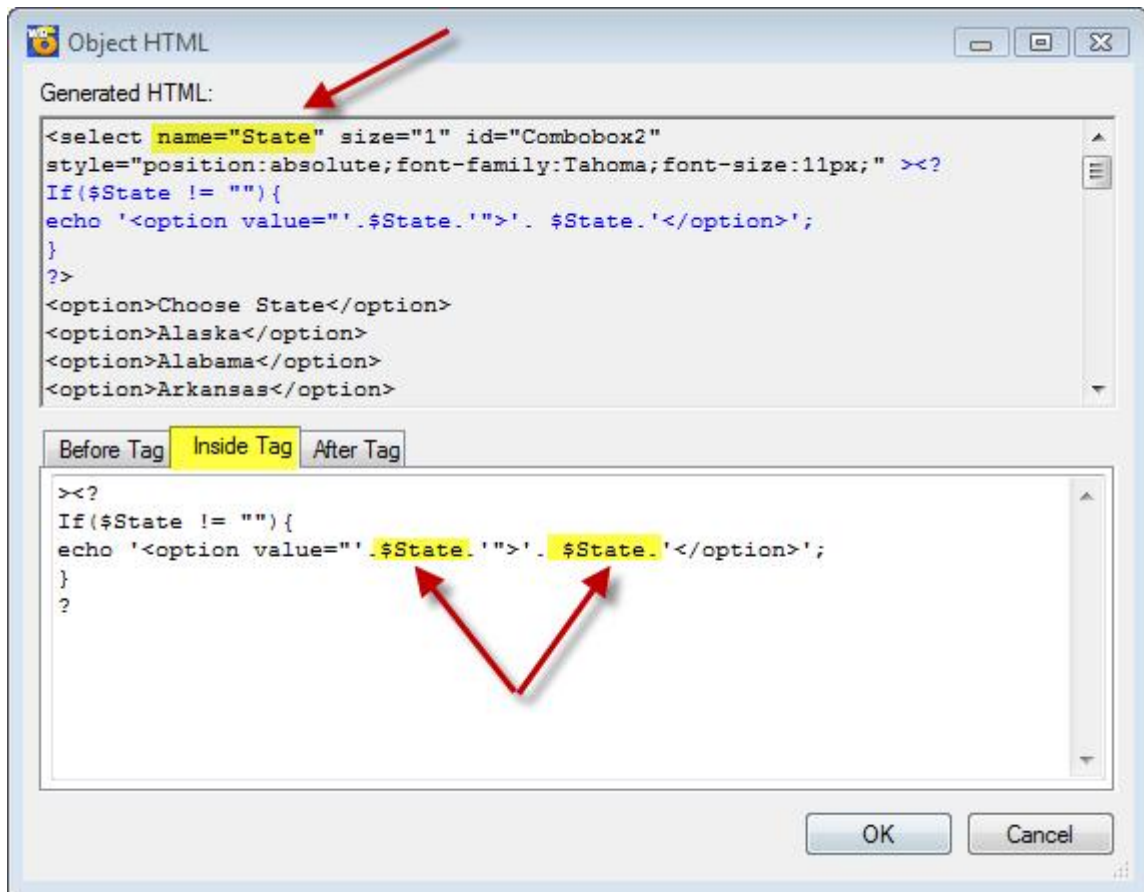 Object HTML
Generated HTML:
<select name="State" size="1" id="Combobox2"
style="position:absolute;font-family:Tahoma;font-size:11px;" ><?
If($State != ""){
echo '<option value="'.$State.'">'. $State.'</option>';
}
?>
<option>Choose State</option>
<option>Alaska</option>
<option>Alabama</option>
<option>Arkansas</option>
Before Tag Inside Tag After Tag
><?
If($State != ""){
echo '<option value="'.$State.'">'. $State.'</option>';
}
?
OK Cancel